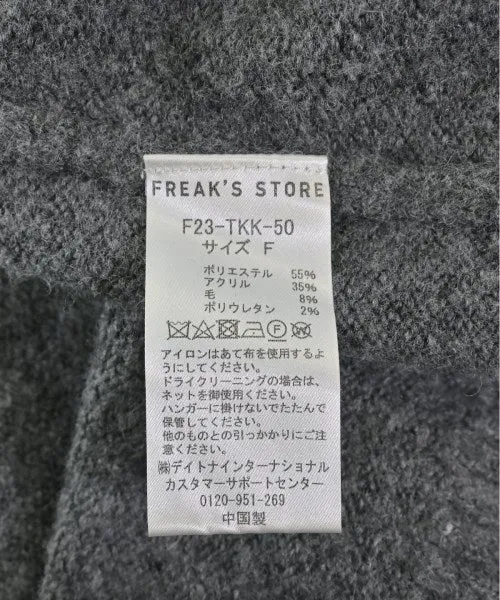 FREAK'S STORE
F23-TKK-50
サイズ F
ポリエステル 55%
アクリル 35%
毛 8%
ポリウレタン 2%
アイロンはあて布を使用するよ
うにしてください。
ドライクリーニングの場合は、
ネットを御使用ください。
ハンガーに掛けないでたたんで
保管してください。
他のものとの引っかかりにご注
意ください。
㈱デイトナインターナショナル
カスタマーサポートセンター
0120-951-269
中国製